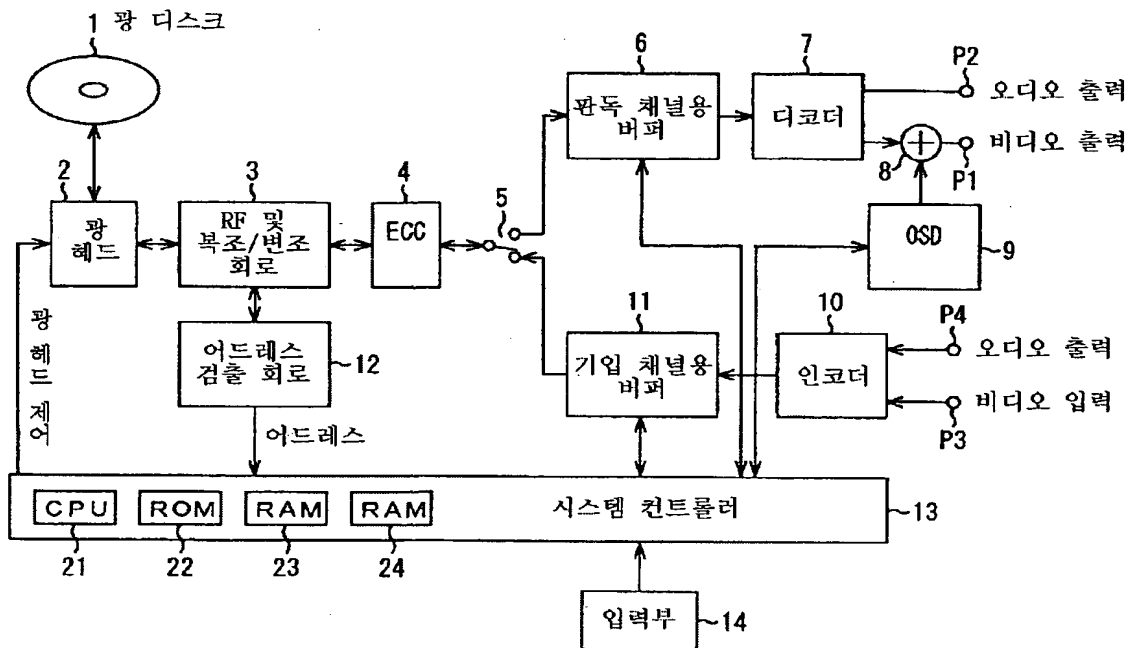 1 광 디스크
6
7
P2
오디오 출력
판독 채널용
버퍼
디코더
비디오 출력
8
P1
2
3
4
5
광
헤드
RF 및
복조/변조
회로
ECC
OSD
9
11
10
P4
어드레스
검출 회로
12
기입 채널용
버퍼
인코더
오디오 출력
비디오 입력
P3
광 헤드 제어
어드레스
CPU
ROM
RAM
RAM
시스템 컨트롤러
13
21
22
23
24
입력부
14